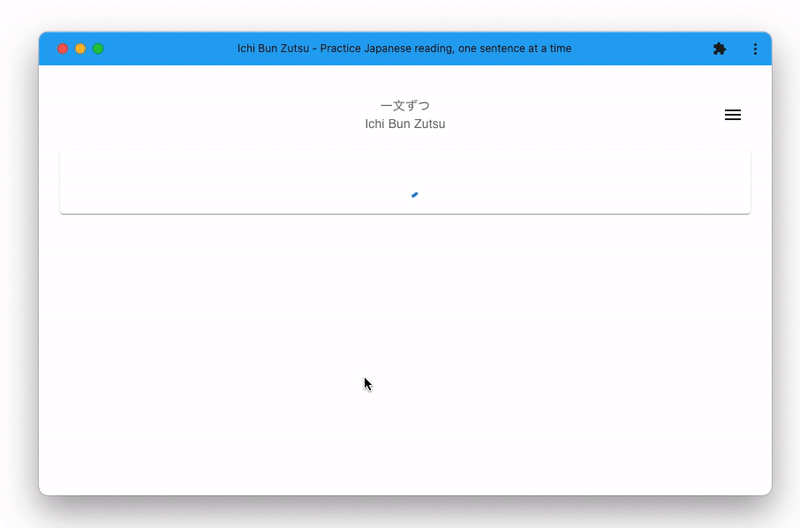 Ichi Bun Zutsu - Practice Japanese reading, one sentence at a time
一文ずつ
Ichi Bun Zutsu